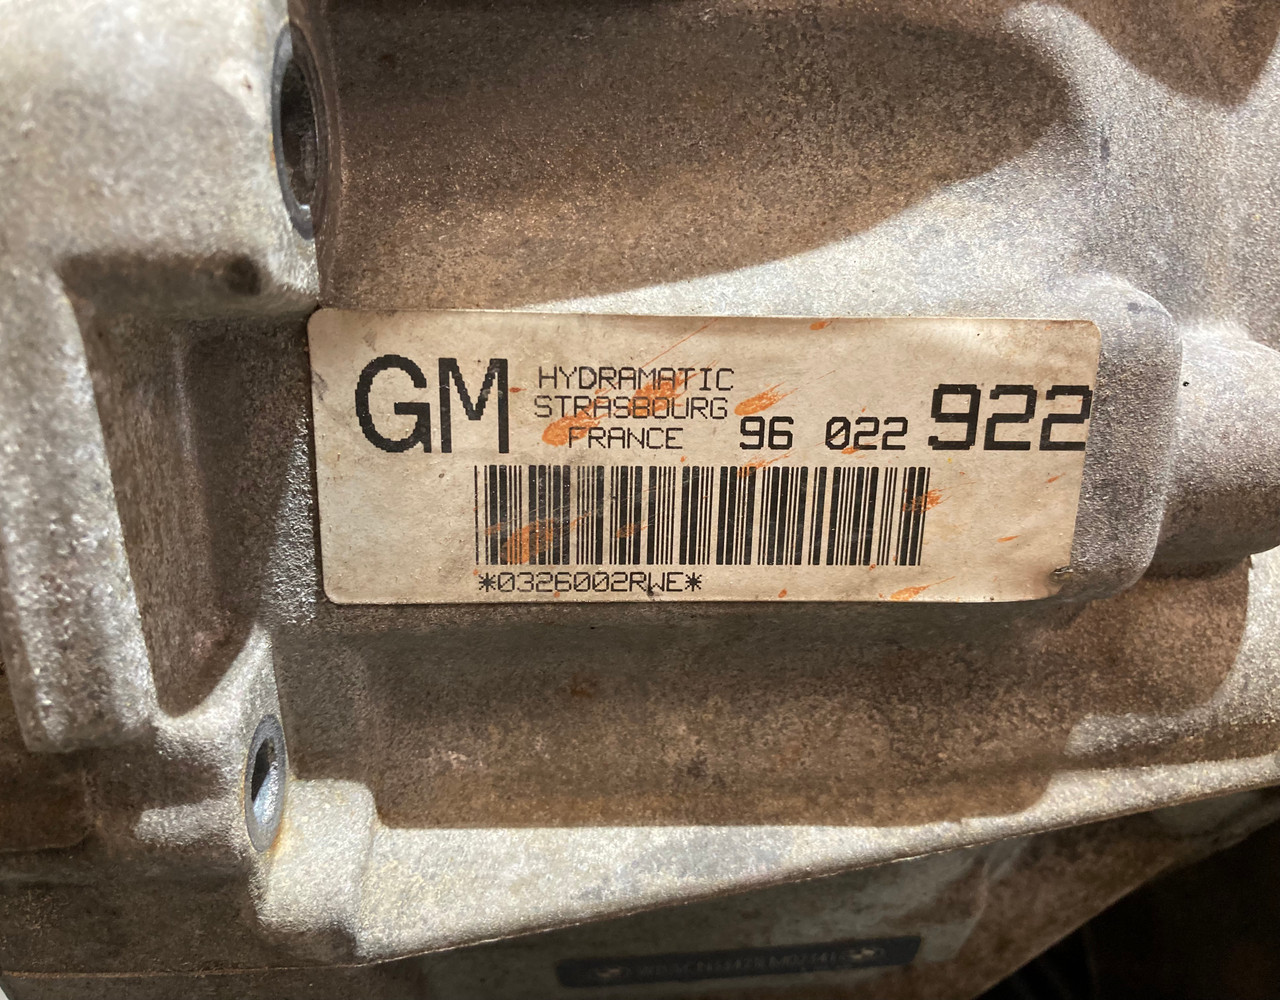 GM
HYDRAMATIC
STRASBOURG
FRANCE
96 022 922
*0326002RWE*